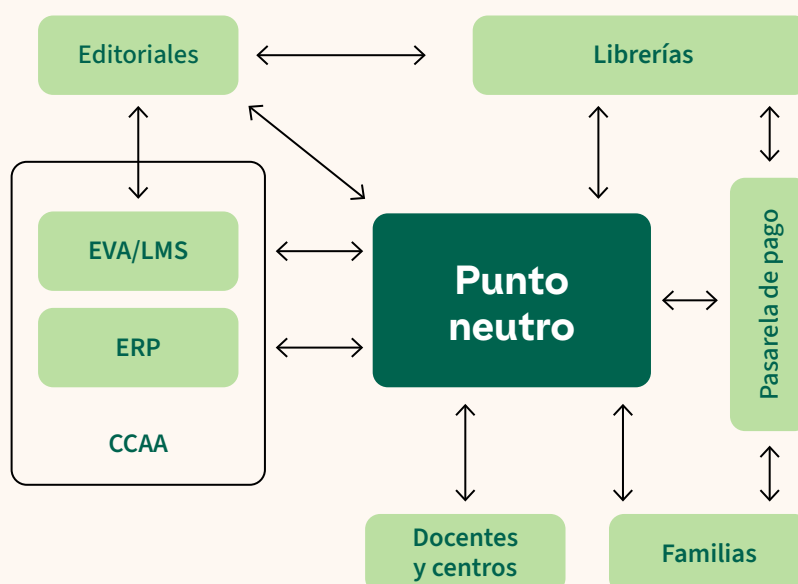 Editoriales
Librerías
EVA/LMS
ERP
CCAA
Punto
neutro
Pasarela de pago
Docentes
y centros
Familias